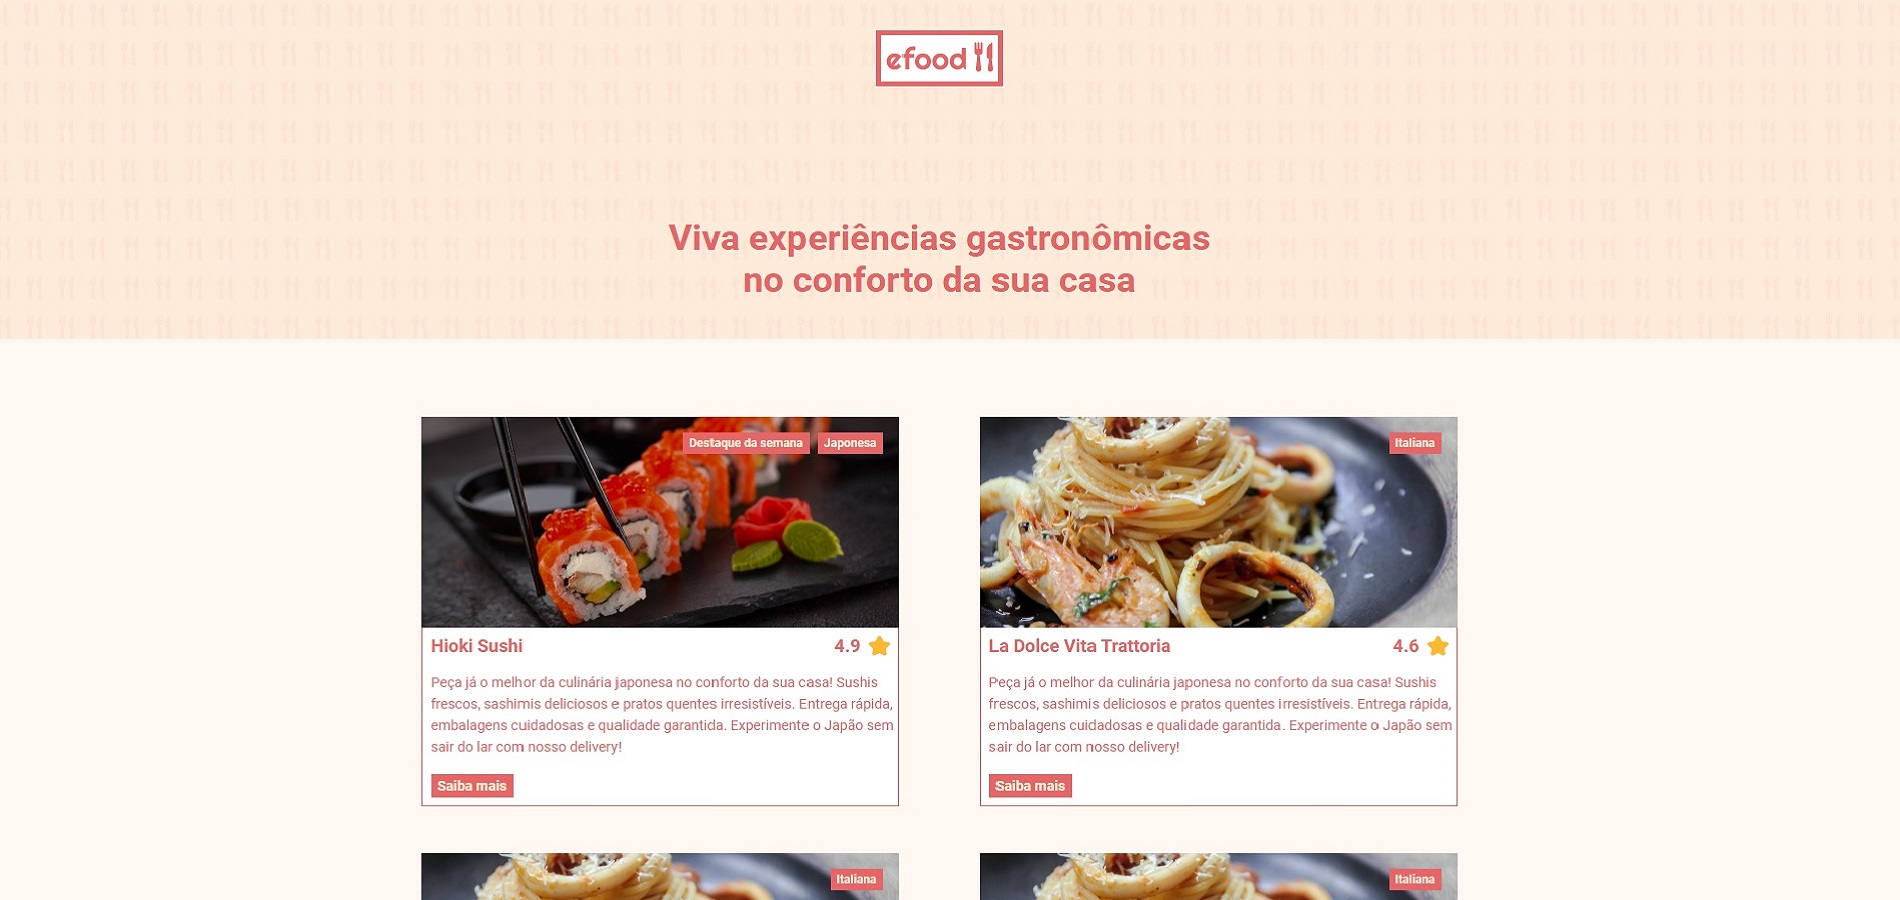 efood
Viva experiências gastronômicas
no conforto da sua casa
Destaque da semana
Japonesa
Hioki Sushi
4.9
Peça já o melhor da culinária japonesa no conforto da sua casa! Sushis
frescos, sashimis deliciosos e pratos quentes irresistíveis. Entrega rápida,
embalagens cuidadosas e qualidade garantida. Experimente o Japão sem
sair do lar com nosso delivery!
Saiba mais
Italiana
La Dolce Vita Trattoria
4.6
Peça já o melhor da culinária japonesa no conforto da sua casa! Sushis
frescos, sashimis deliciosos e pratos quentes irresistíveis. Entrega rápida,
embalagens cuidadosas e qualidade garantida. Experimente o Japão sem
sair do lar com nosso delivery!
Saiba mais
Italiana
Italiana